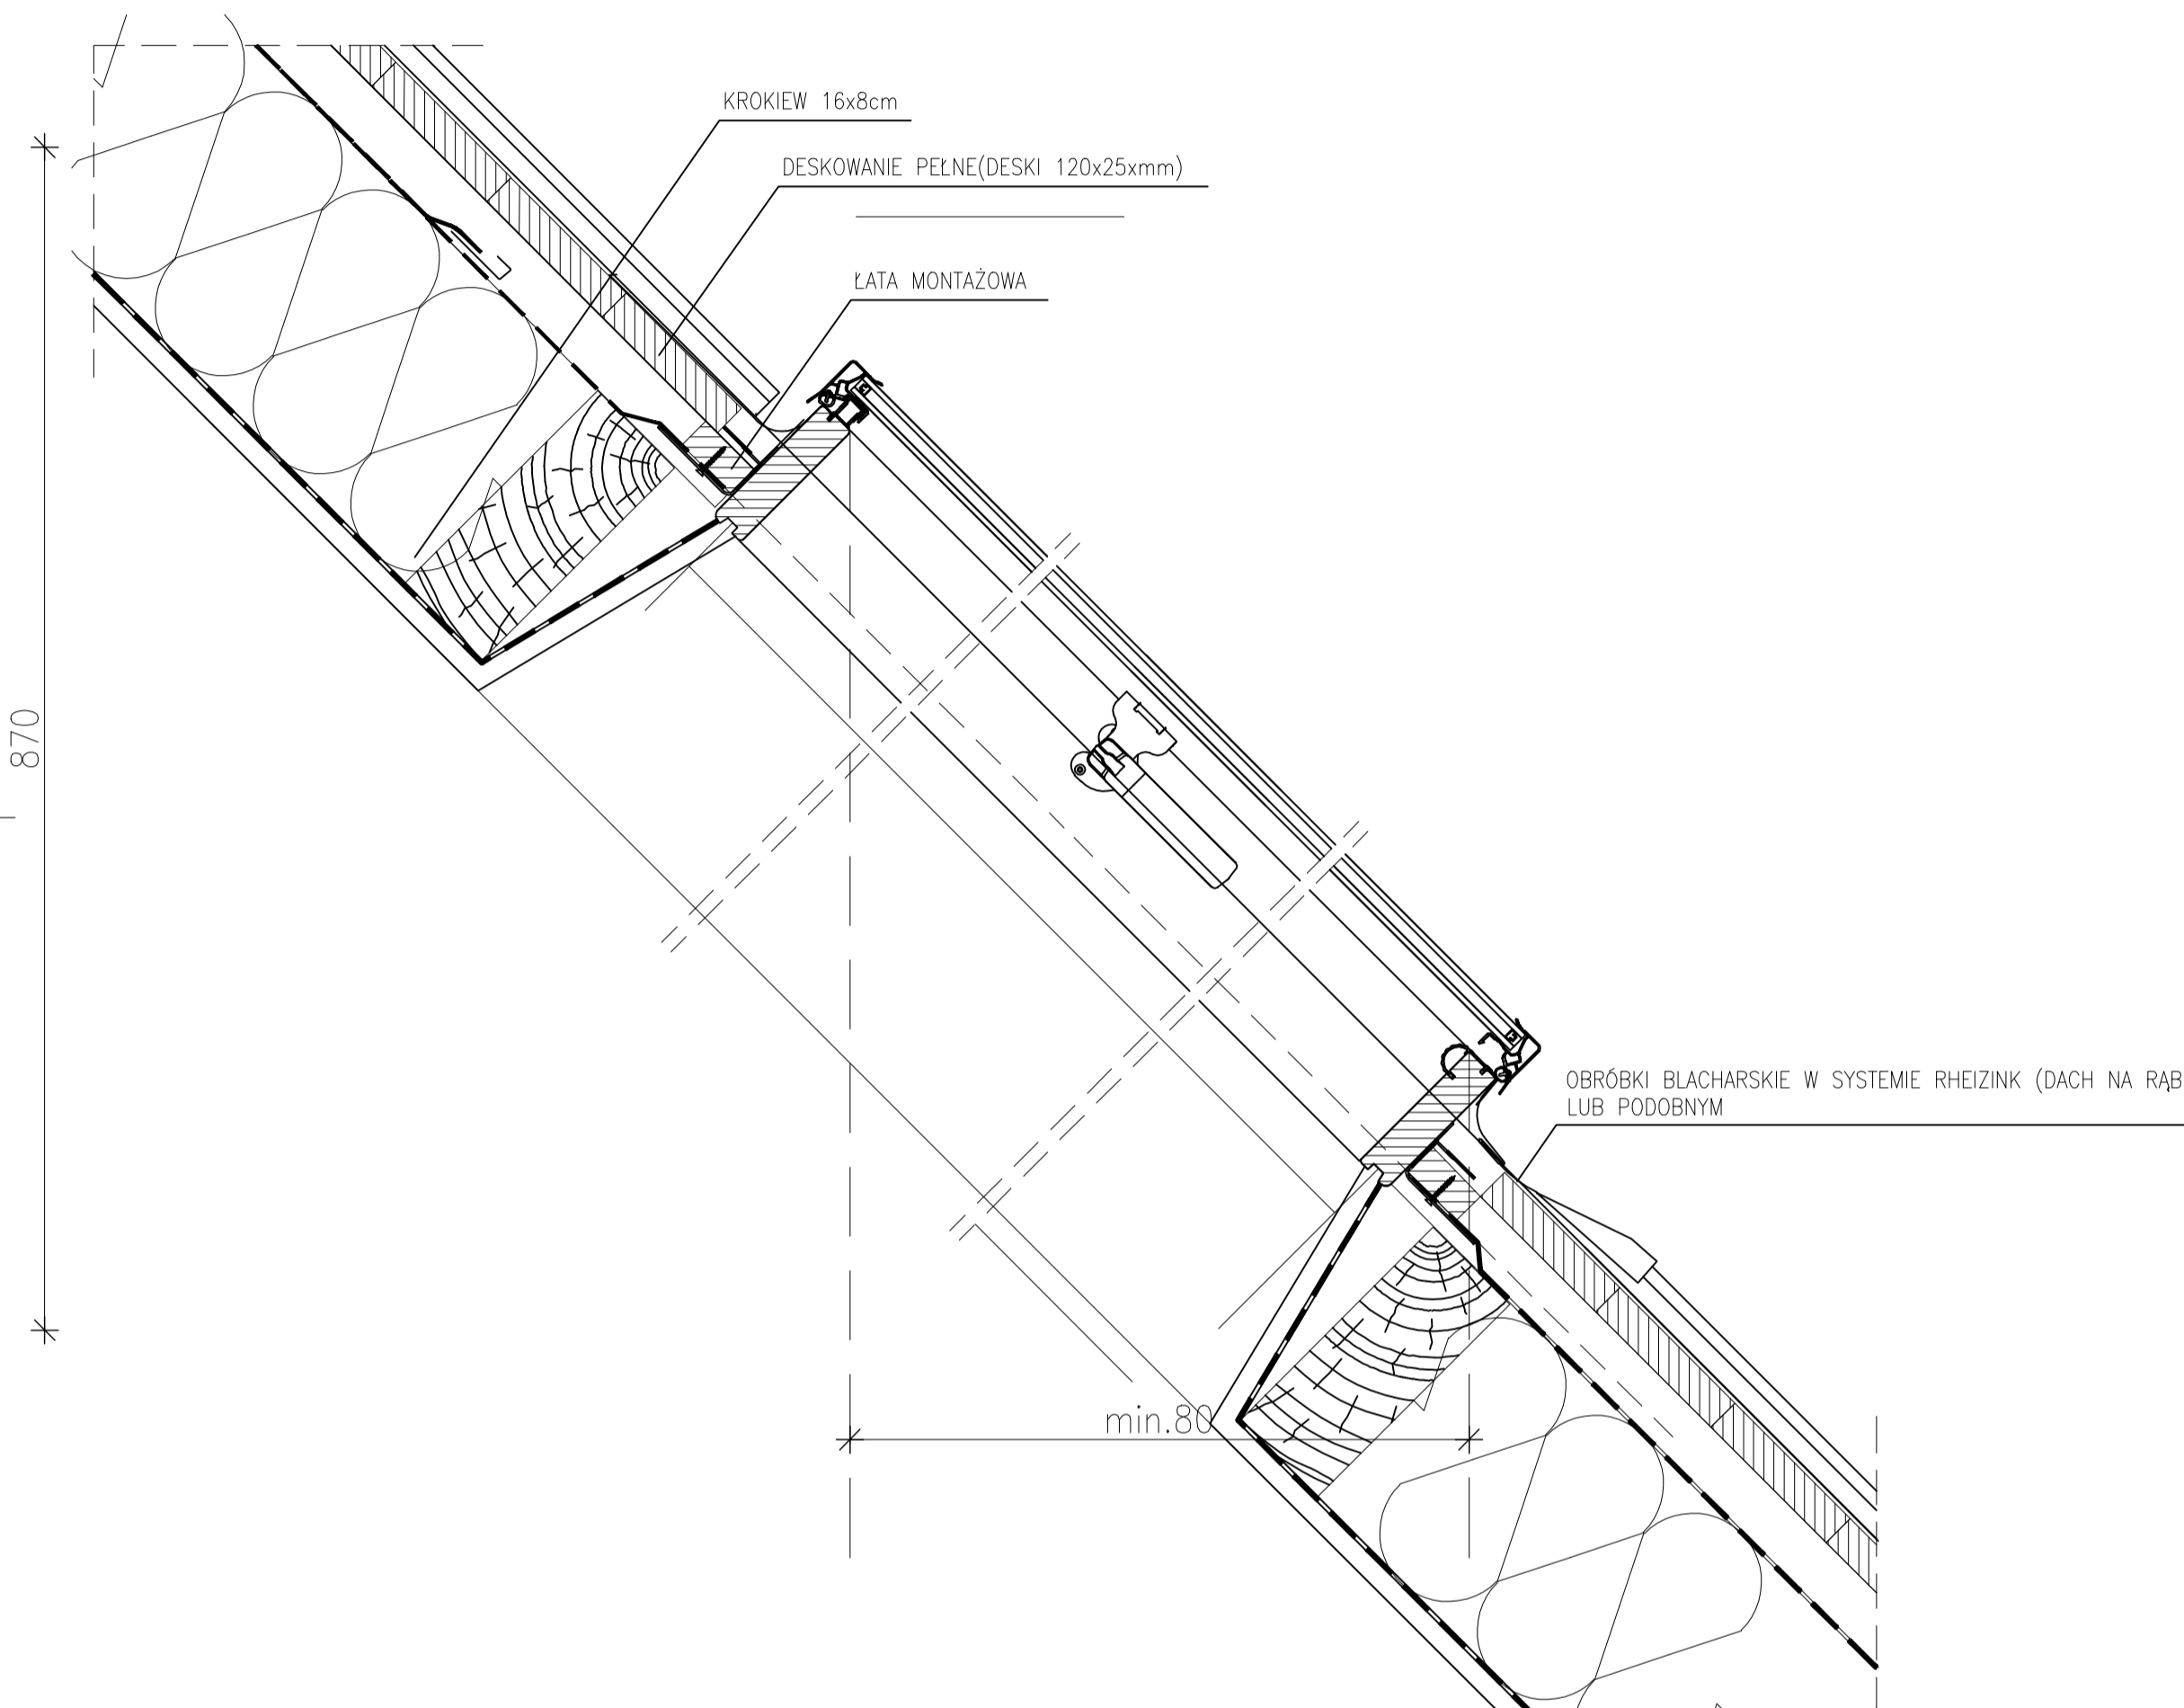 KROKIEW 16x8cm
DESKOWANIE PEŁNE(DESKI 120x25xmm)
ŁATA MONTAŻOWA
870
OBRÓBKI BLACHARSKIE W SYSTEMIE RHEIZINK (DACH NA RĄB
LUB PODOBNYM
min.80